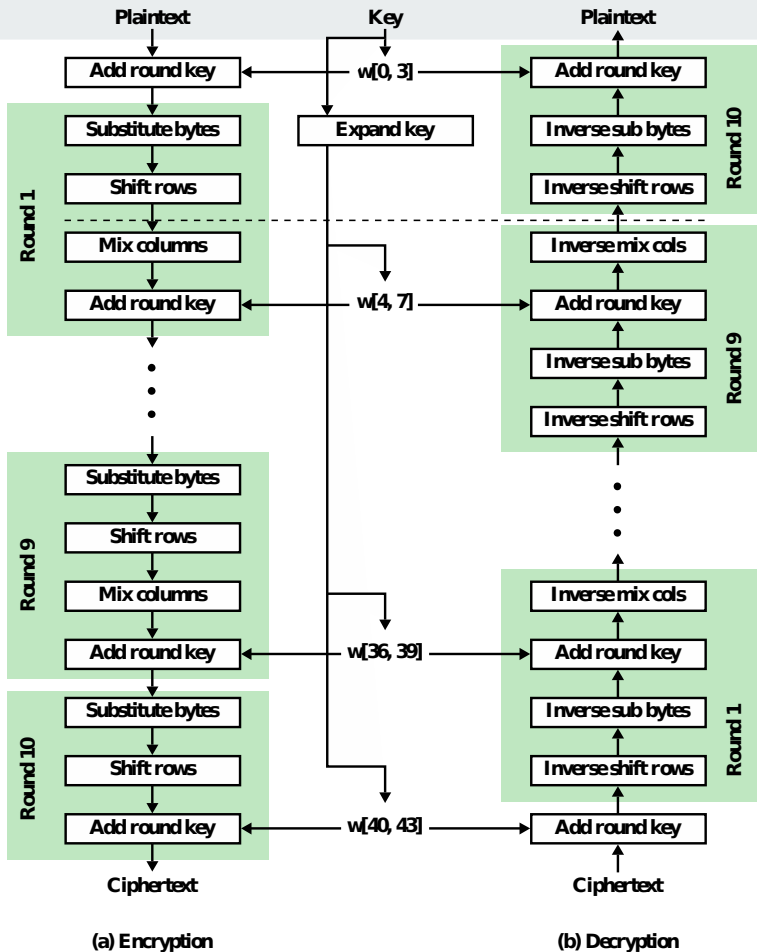 Plaintext
Key
Plaintext
Add round key
w[0, 3]
Add round key
Substitute bytes
Expand key
Inverse sub bytes
Round 10
Shift rows
Inverse shift rows
Round 1
Mix columns
Inverse mix cols
Add round key
w[4, 7]
Add round key
Inverse sub bytes
Round 9
Inverse shift rows
Substitute bytes
Shift rows
Round 9
Mix columns
Inverse mix cols
Add round key
w[36, 39]
Add round key
Substitute bytes
Inverse sub bytes
Round 1
Round 10
Shift rows
Inverse shift rows
Add round key
w[40, 43]
Add round key
Ciphertext
Ciphertext
(a) Encryption
(b) Decryption